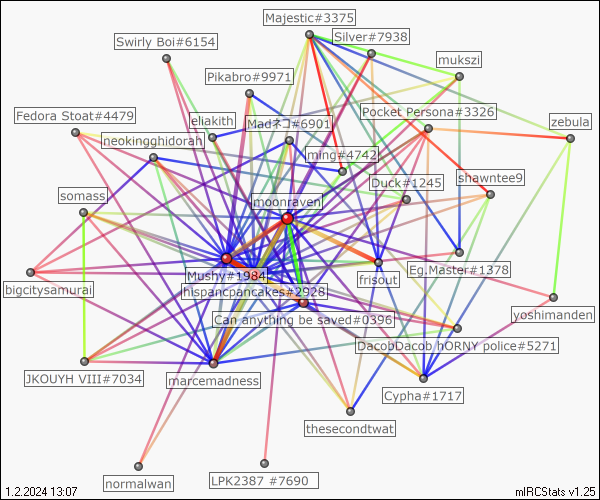 Majestic#3375
Silver#7938
Swirly Boi#6154
mukszi
Pikabro#9971
Fedora Stoat#4479
Pocket Persona#3326
eliakith
Madネコ#6901
zebula
neokingghidorah
ming#4742
shawntee9
Duck#1245
somass
moonraven
Mushy#1984
frisout
Eg.Master#1378
bigcitysamurai
hispancpancakes#2928
yoshimanden
Can anything be saved#0396
DacobDacob hORNY police#5271
JKOUYH VIII#7034
marcemadness
Cypha#1717
thesecondtwat
normalwan
LPK2387 #7690
1.2.2024 13:07
mIRCStats v1.25